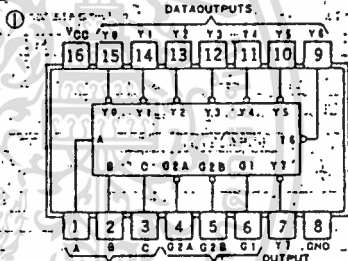 ①
DATA OUTPUTS
VCC Y0 Y1 Y2 Y3 Y4 Y5 Y6
16 15 14 13 12 11 10 9
Y0 Y1 Y2 Y3 Y4 Y5
A Y6
B C G2A G2B G1 Y7
1 2 3 4 5 6 7 8
A B C G2A G2B G1 Y7 GND
OUTPUT